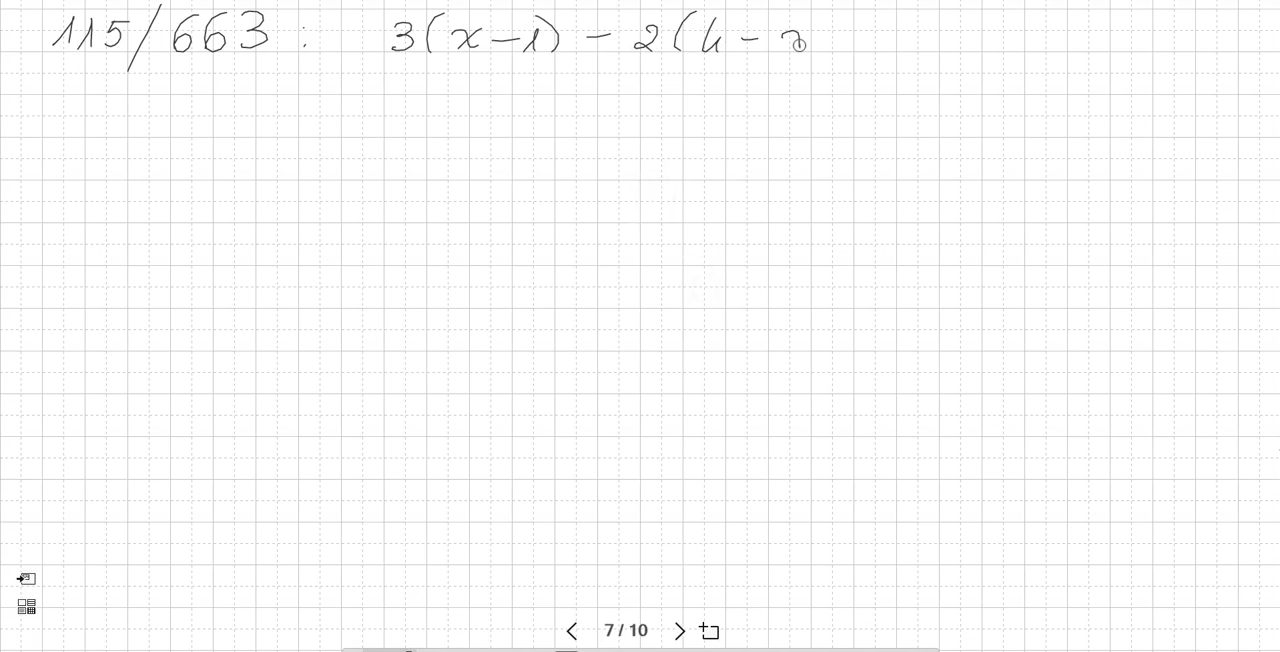 115/663 : 3(x-1) - 2(4 -
7 / 10